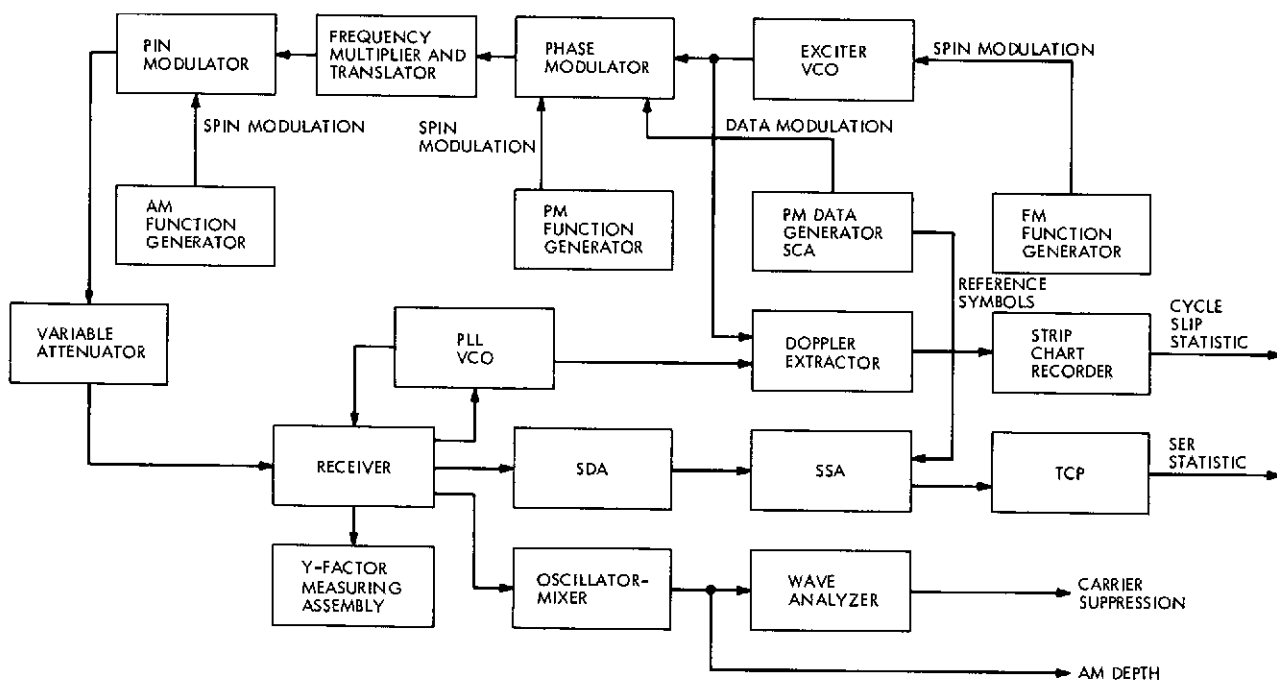 PIN
MODULATOR
FREQUENCY
MULTIPLIER AND
TRANSLATOR
PHASE
MODULATOR
EXCITER
VCO
SPIN MODULATION
SPIN MODULATION
SPIN
MODULATION
DATA MODULATION
AM
FUNCTION
GENERATOR
PM
FUNCTION
GENERATOR
PM DATA
GENERATOR
SCA
FM
FUNCTION
GENERATOR
REFERENCE
SYMBOLS
VARIABLE
ATTENUATOR
PLL
VCO
DOPPLER
EXTRACTOR
STRIP
CHART
RECORDER
CYCLE
SLIP
STATISTIC
RECEIVER
SDA
SSA
TCP
SER
STATISTIC
Y-FACTOR
MEASURING
ASSEMBLY
OSCILLATOR-
MIXER
WAVE
ANALYZER
CARRIER
SUPPRESSION
AM DEPTH